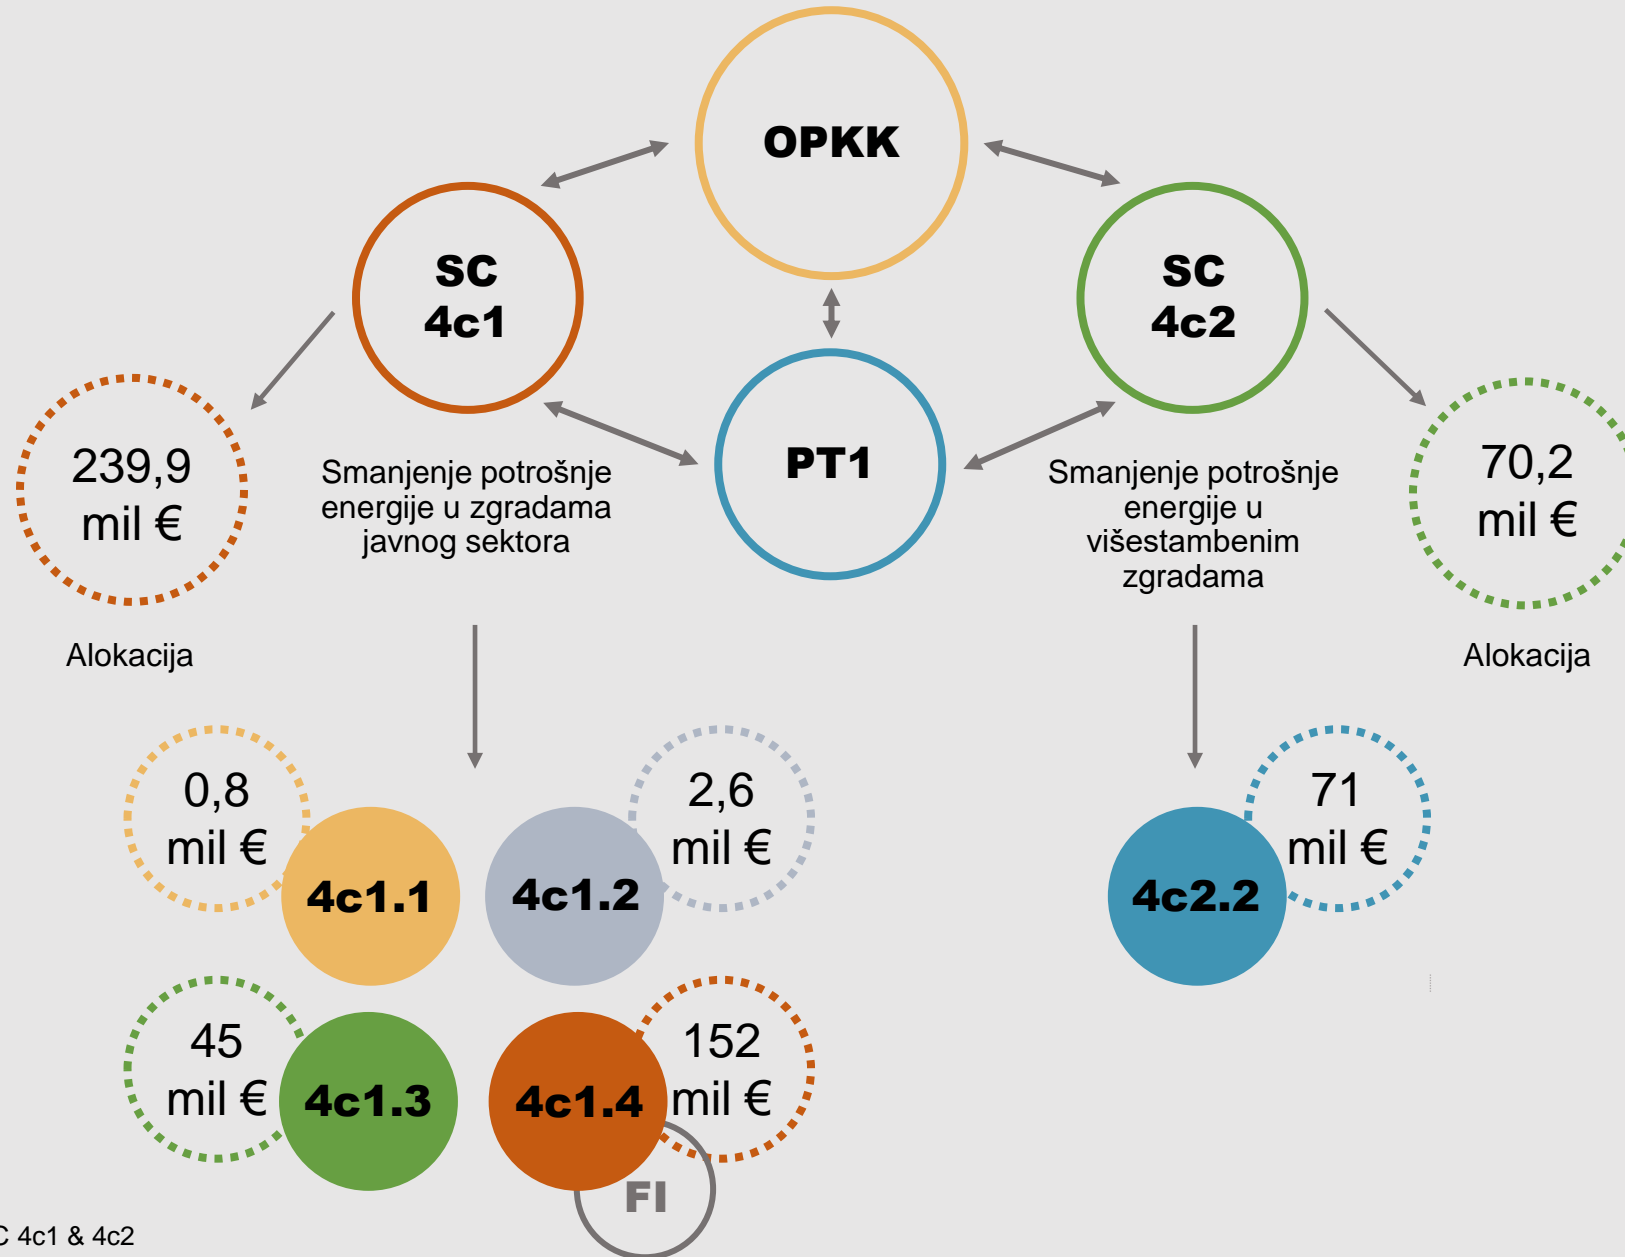 OPKK
SC
4c1
SC
4c2
PT1
239,9
mil €
Alokacija
Smanjenje potrošnje
energije u zgradama
javnog sektora
Smanjenje potrošnje
energije u
višestambenim
zgradama
70,2
mil €
Alokacija
0,8
mil €
4c1.1
2,6
mil €
4c1.2
71
mil €
4c2.2
45
mil €
4c1.3
152
mil €
4c1.4
FI
4c1 & 4c2